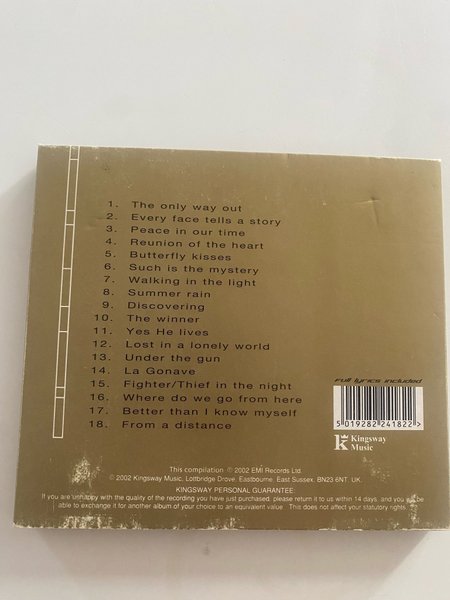 1. The only way out
2. Every face tells a story
3. Peace in our time
4. Reunion of the heart
5. Butterfly kisses
6. Such is the mystery
7. Walking in the light
8. Summer rain
9. Discovering
10. The winner
11. Yes He lives
12. Lost in a lonely world
13. Under the gun
14. La Gonave
15. Fighter/Thief in the night
16. Where do we go from here
17. Better than I know myself
18. From a distance
Full lyrics included
5 019282 241822 >
Kingsway
Music
This compilation ℗ 2002 EMI Records Ltd.
© 2002 Kingsway Music, Lottbridge Drove, Eastbourne, East Sussex, BN23 6NT. UK.
KINGSWAY PERSONAL GUARANTEE
If you are unhappy with the quality of the recording you have just purchased, please return it to us within 14 days, and you will be
able to exchange it for another album of your choice to an equivalent value. This does not affect your statutory rights.